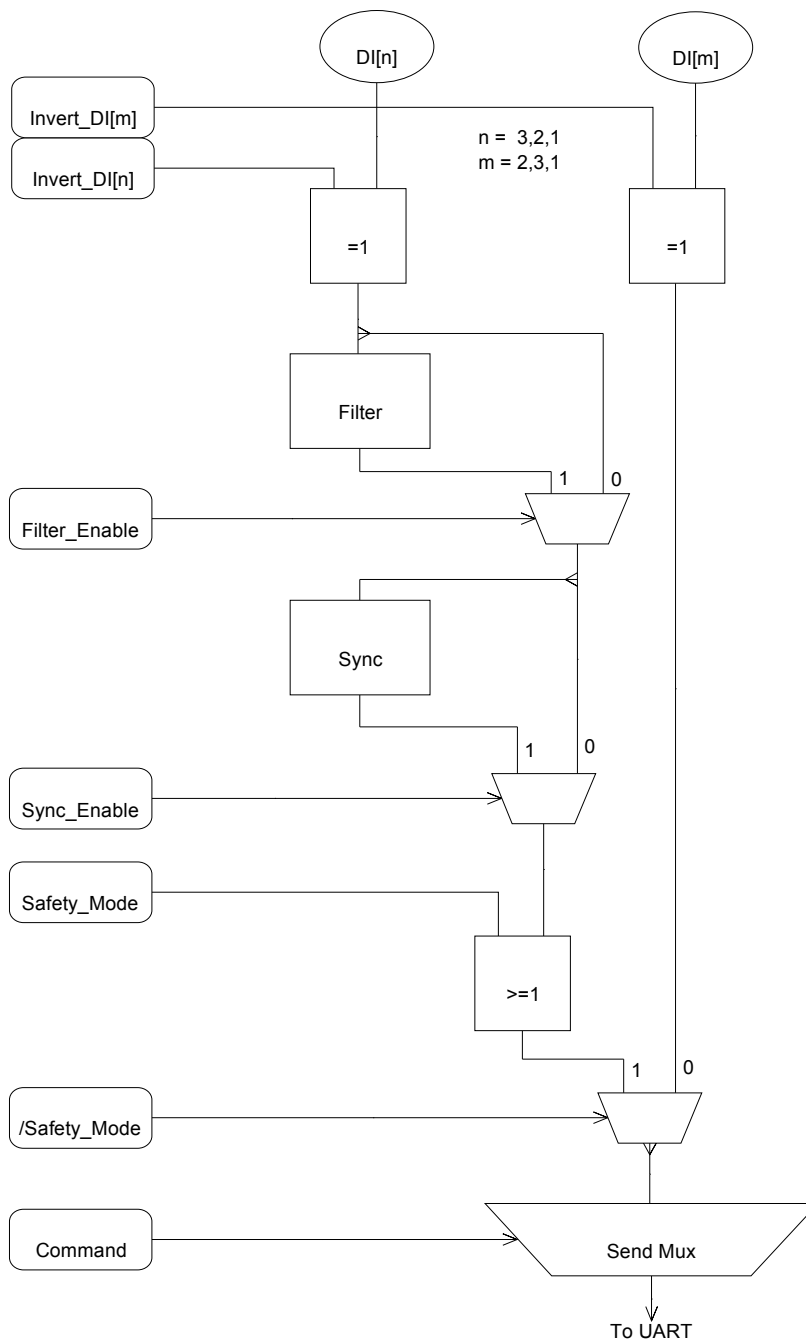 DI[n]
DI[m]
Invert_DI[m]
n = 3,2,1
m = 2,3,1
Invert_DI[n]
=1
=1
Filter
1
0
Filter_Enable
Sync
1
0
Sync_Enable
Safety_Mode
>=1
1
0
/Safety_Mode
Command
Send Mux
To UART